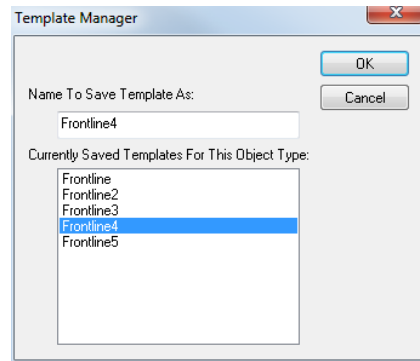 Template Manager
OK
Name To Save Template As:
Cancel
Frontline4
Currently Saved Templates For This Object Type:
Frontline
Frontline2
Frontline3
Frontline4
Frontline5